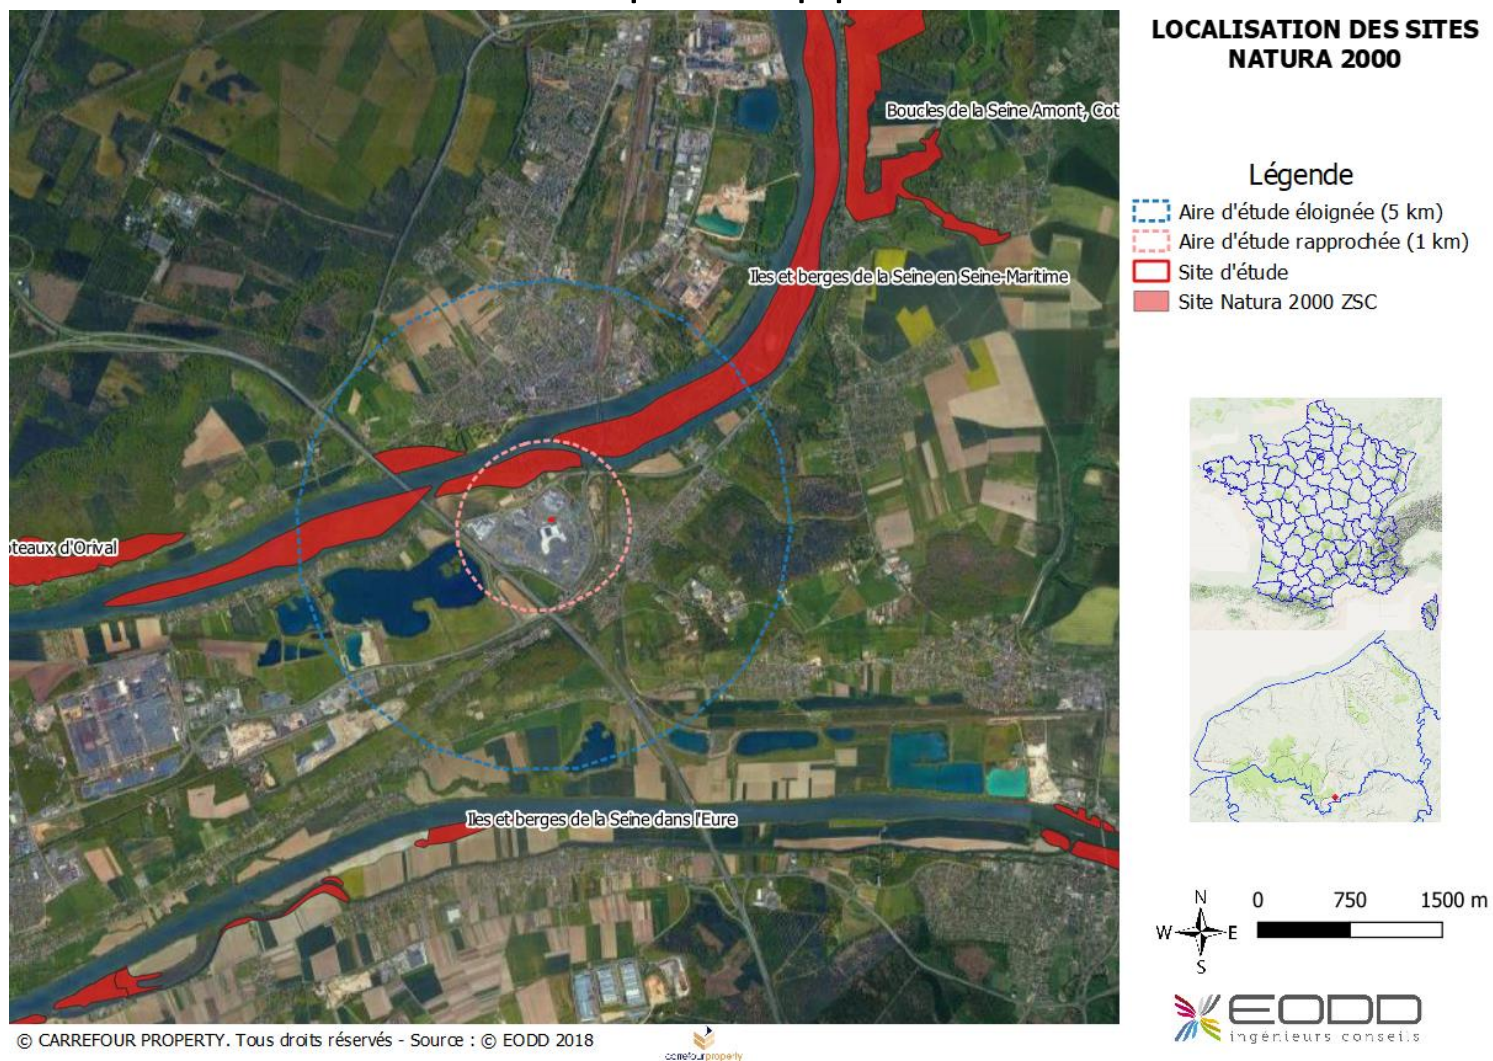 LOCALISATION DES SITES
NATURA 2000
Boucles de la Seine Amont, Cot
Iles et berges de la Seine en Seine-Maritime
oteaux d'Orival
Iles et berges de la Seine dans l'Eure
Légende
Aire d'étude éloignée (5 km)
Aire d'étude rapprochée (1 km)
Site d'étude
Site Natura 2000 ZSC
N
W E
S
0 750 1500 m
EODD
ingénieurs conseils
© CARREFOUR PROPERTY. Tous droits réservés - Source : © EODD 2018
carrefourproperty